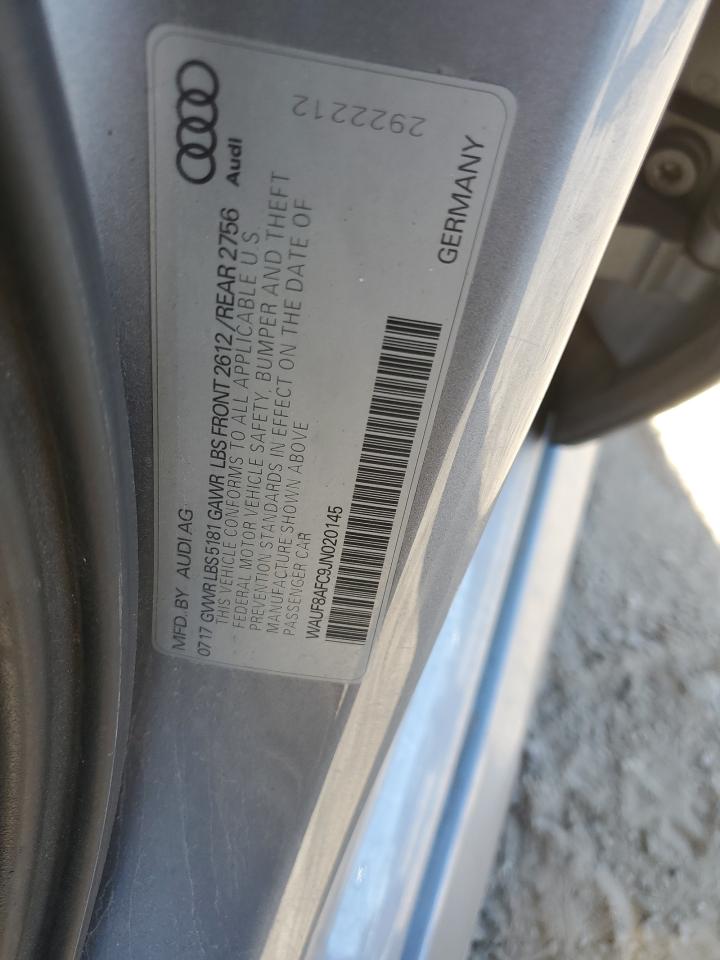 Audi
MFD. BY AUDI AG
0717 GVWR LBS 5181 GAWR LBS FRONT 2612/REAR 2756
THIS VEHICLE CONFORMS TO ALL APPLICABLE U.S.
FEDERAL MOTOR VEHICLE SAFETY, BUMPER AND THEFT
PREVENTION STANDARDS IN EFFECT ON THE DATE OF
MANUFACTURE SHOWN ABOVE
PASSENGER CAR
WAUF8AFC9JN020145
GERMANY
2922212